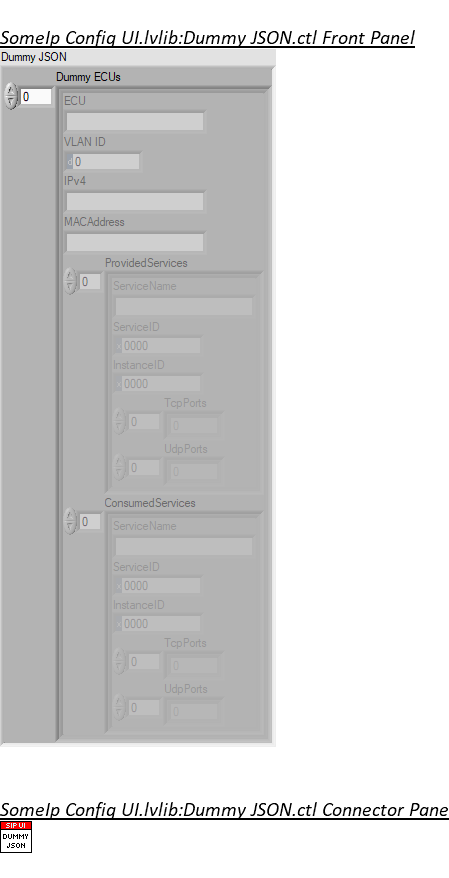 SomeIp Config UI.lvlib:Dummy JSON.ctl Front Panel
Dummy JSON
Dummy ECUs
0
ECU
VLAN ID
d 0
IPv4
MACAddress
ProvidedServices
0
ServiceName
ServiceID
x 0000
InstanceID
x 0000
TcpPorts
0 0
UdpPorts
0 0
ConsumedServices
0
ServiceName
ServiceID
x 0000
InstanceID
x 0000
TcpPorts
0 0
UdpPorts
0 0
SomeIp Config UI.lvlib:Dummy JSON.ctl Connector Pane
SIP UI
DUMMY
JSON